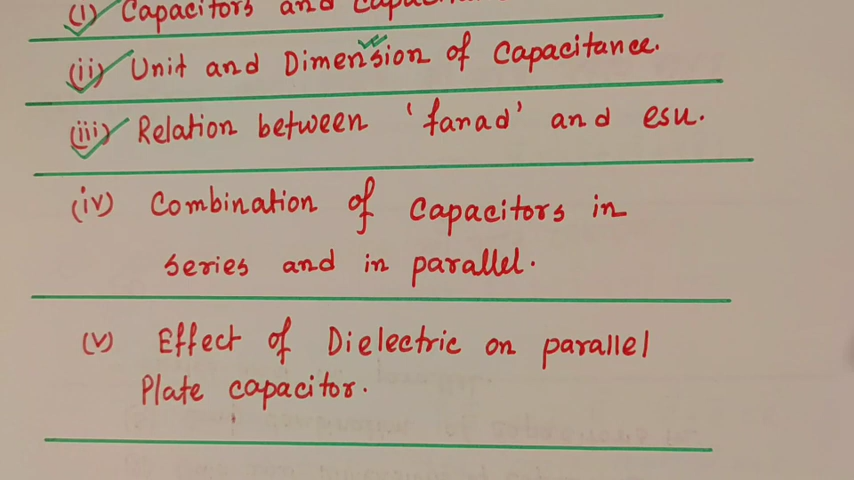 (i) Capacitors and
(ii) Unit and Dimension of Capacitance.
(iii) Relation between 'farad' and esu.
(iv) Combination of Capacitors in
series and in parallel.
(v) Effect of Dielectric on parallel
Plate capacitor.